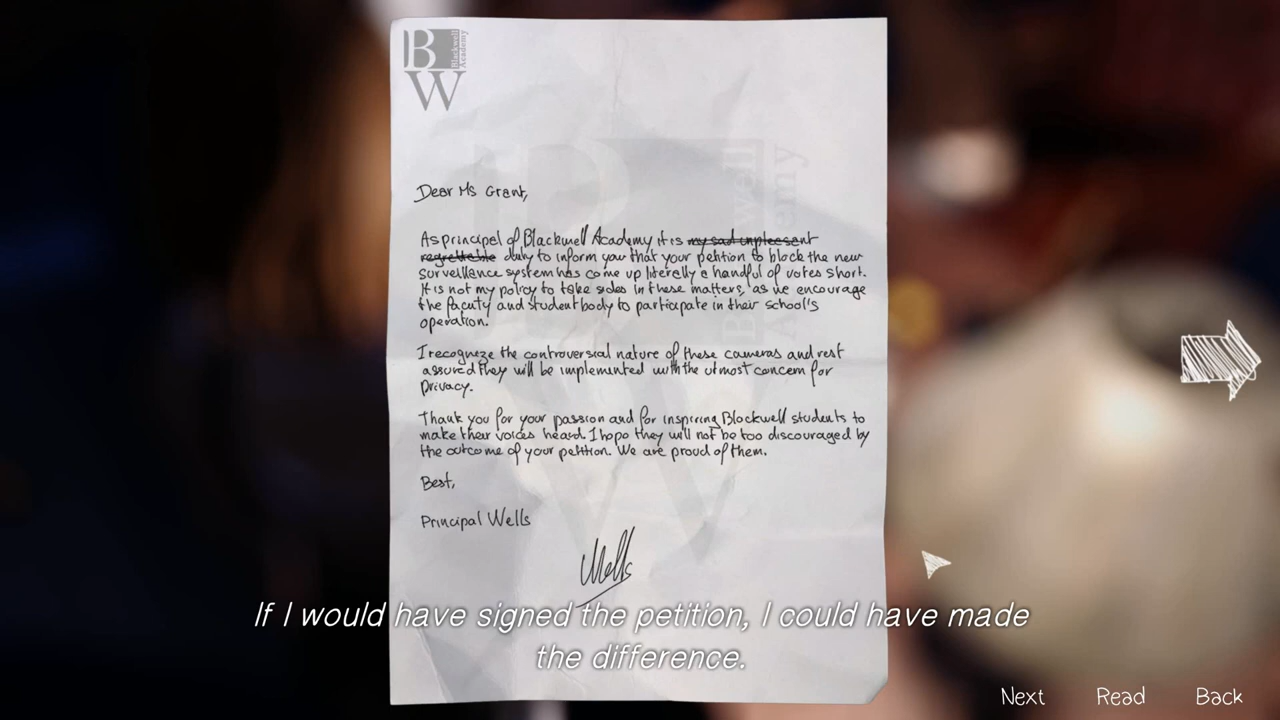 B
Blackwell
Academy
W
Dear Ms Grant,
As principel of Blackwell Academy it is my sad unpleesent
regrettable duty to inform you that your petition to block the new
surveillance system has come up literelly a handful of votes short.
It is not my policy to take sides in these matters, as we encourage
the facuty and student body to participate in their school's
operation.
I recogneze the controversial nature of these cameras and rest
assured they will be implemented with the utmost concern for
privacy.
Thank you for your passion and for inspiring Blackwell students to
make their voices heard. I hope they will not be too discouraged by
the outcome of your petition. We are proud of them.
Best,
Principal Wells
Wells
If I would have signed the petition, I could have made
the difference.
Next Read Back